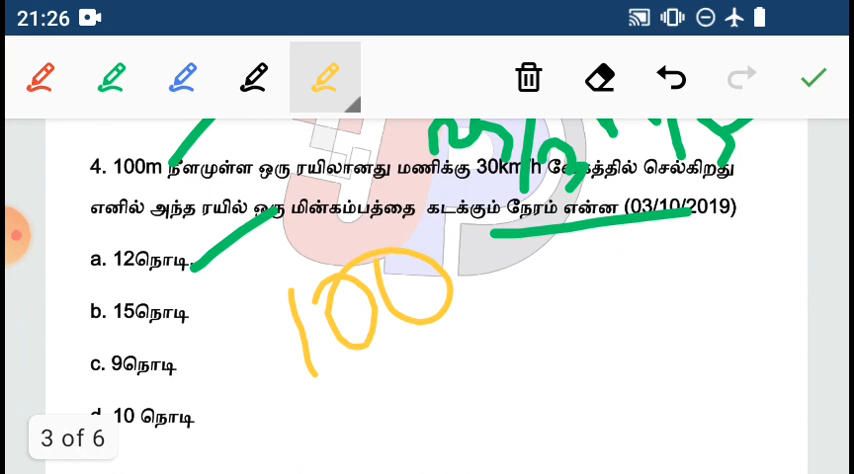 21:26
4. 100m நீளமுள்ள ஒரு ரயிலானது மணிக்கு 30km/h வேகத்தில் செல்கிறது
எனில் அந்த ரயில் ஒரு மின்கம்பத்தை கடக்கும் நேரம் என்ன (03/10/2019)
a. 12நொடி
100
b. 15நொடி
c. 9நொடி
d. 10 நொடி
3 of 6